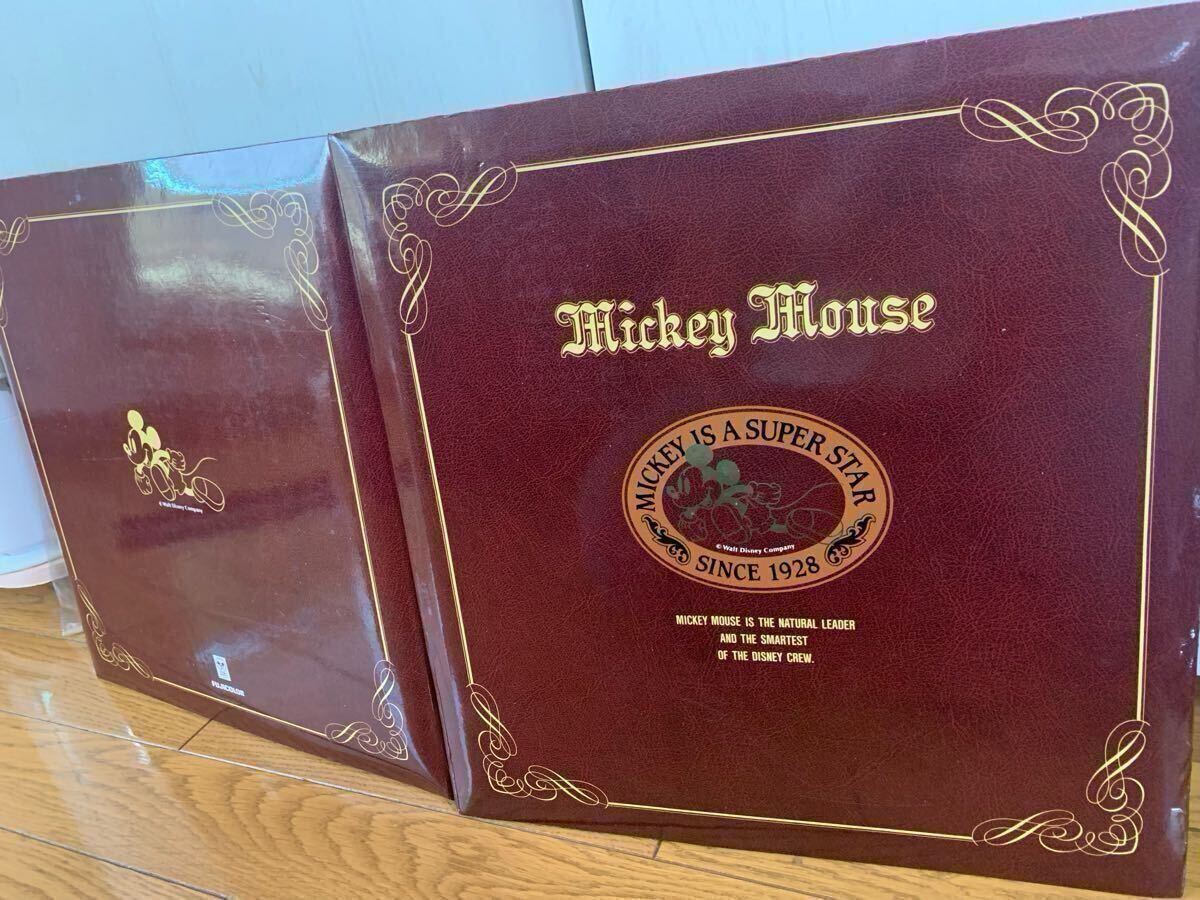 Mickey Mouse
MICKEY IS A SUPER STAR
© Walt Disney Company
SINCE 1928
MICKEY MOUSE IS THE NATURAL LEADER
AND THE SMARTEST
OF THE DISNEY CREW.
© Walt Disney Company
FUJICOLOR